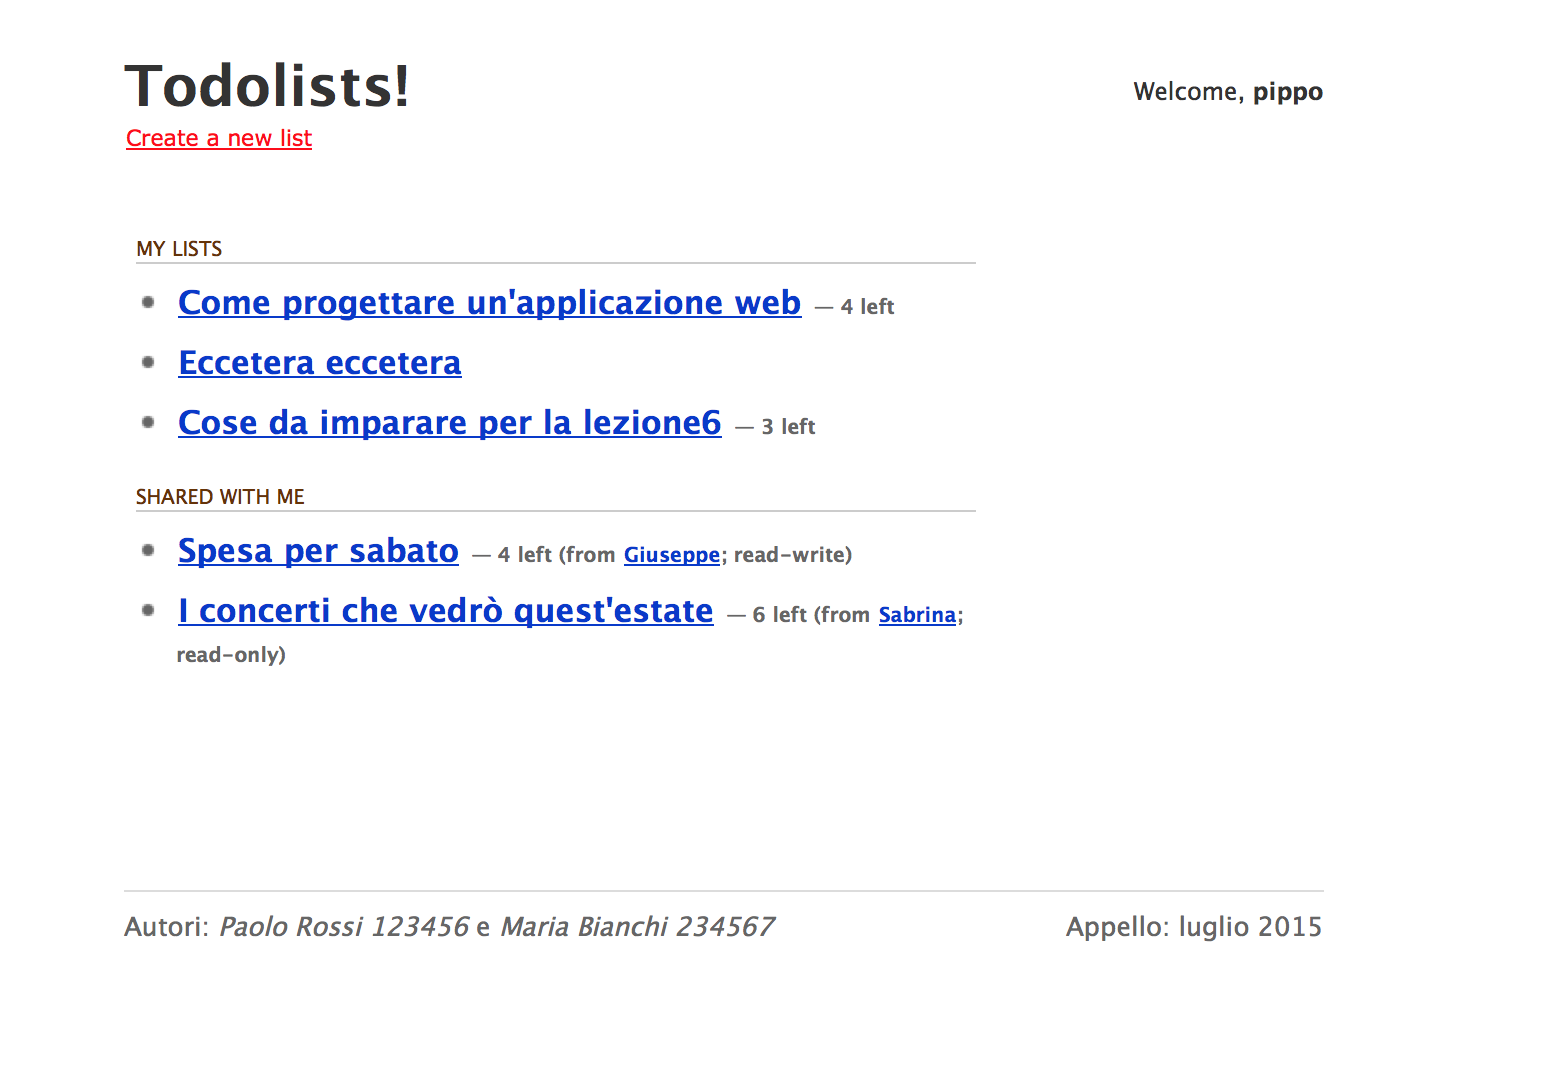 Todolists!
Welcome, pippo
Create a new list
MY LISTS
Come progettare un'applicazione web — 4 left
Eccetera eccetera
Cose da imparare per la lezione6 — 3 left
SHARED WITH ME
Spesa per sabato — 4 left (from Giuseppe; read-write)
I concerti che vedrò quest'estate — 6 left (from Sabrina;
read-only)
Autori: Paolo Rossi 123456 e Maria Bianchi 234567
Appello: luglio 2015